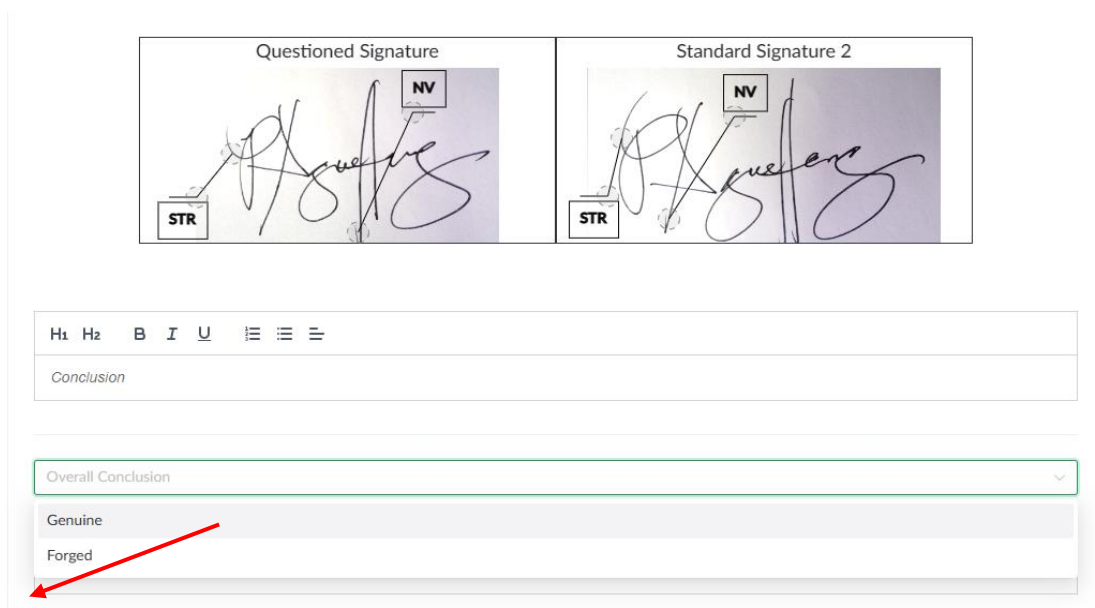 Questioned Signature
Standard Signature 2
NV
NV
STR
STR
H1 H2 B I U
Conclusion
Overall Conclusion
Genuine
Forged